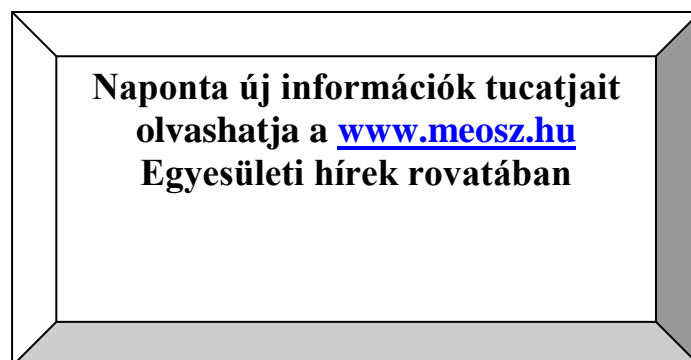 Naponta új információk tucatjait
olvashatja a www.meosz.hu
Egyesületi hírek rovatában